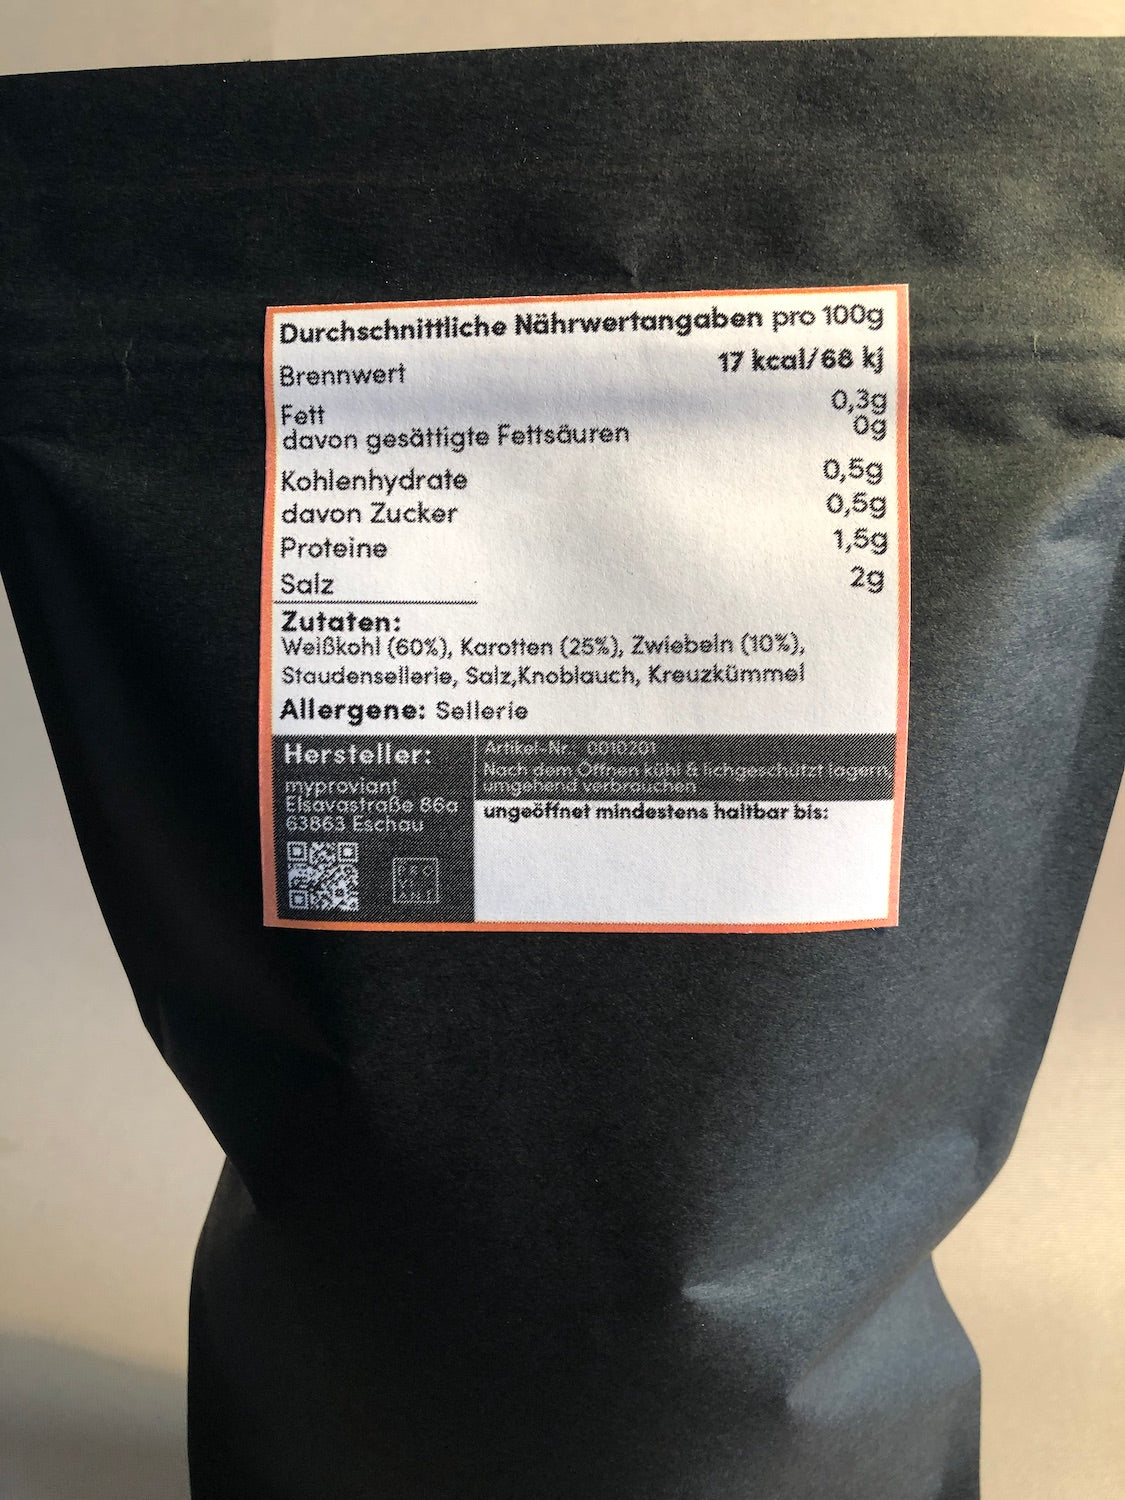 Durchschnittliche Nährwertangaben pro 100g
Brennwert 17 kcal/68 kj
Fett 0,3g
davon gesättigte Fettsäuren 0g
Kohlenhydrate 0,5g
davon Zucker 0,5g
Proteine 1,5g
Salz 2g
Zutaten:
Weißkohl (60%), Karotten (25%), Zwiebeln (10%),
Staudensellerie, Salz,Knoblauch, Kreuzkümmel
Allergene: Sellerie
Hersteller:
myproviant
Elsavastraße 86a
63863 Eschau
Artikel-Nr.: 0010201
Nach dem Öffnen kühl & lichgeschützt lagern,
umgehend verbrauchen
ungeöffnet mindestens haltbar bis:
PRO
VI
ANT